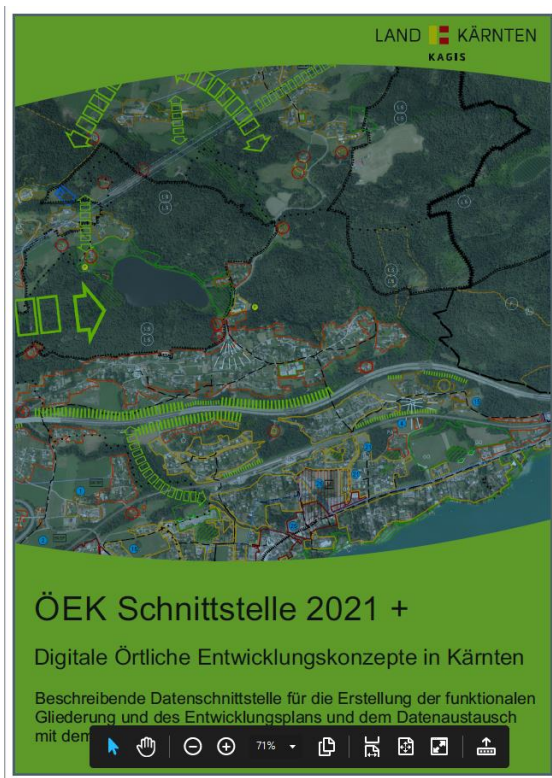 LAND KÄRNTEN
KAGIS
ÖEK Schnittstelle 2021 +
Digitale Örtliche Entwicklungskonzepte in Kärnten
Beschreibende Datenschnittstelle für die Erstellung der funktionalen
Gliederung und des Entwicklungsplans und dem Datenaustausch
mit dem
71%